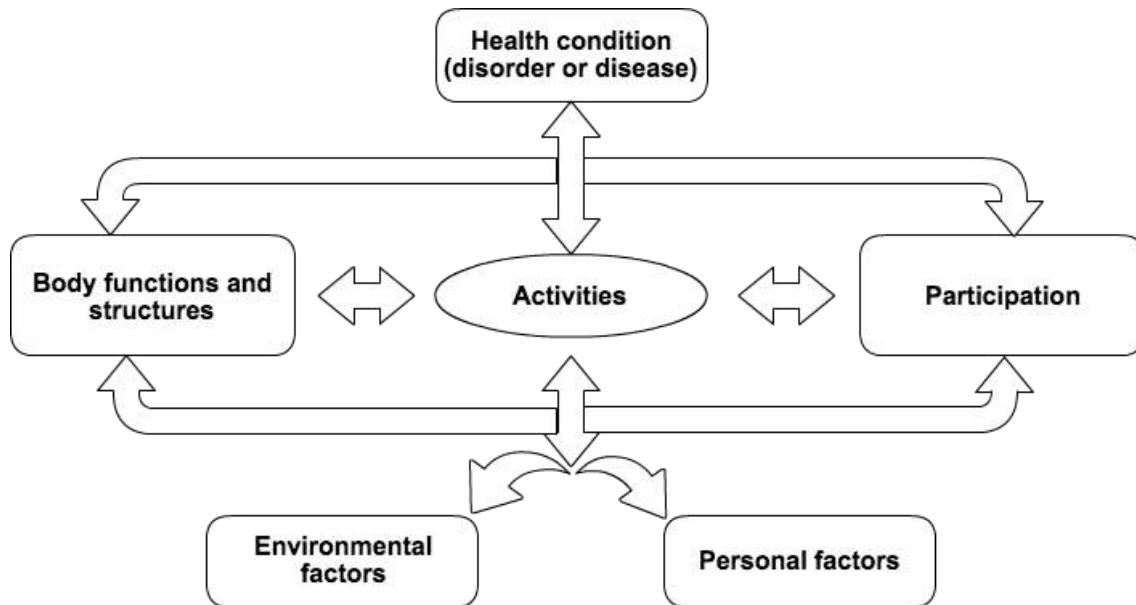 Health condition
(disorder or disease)
Body functions and
structures
Activities
Participation
Environmental
factors
Personal factors